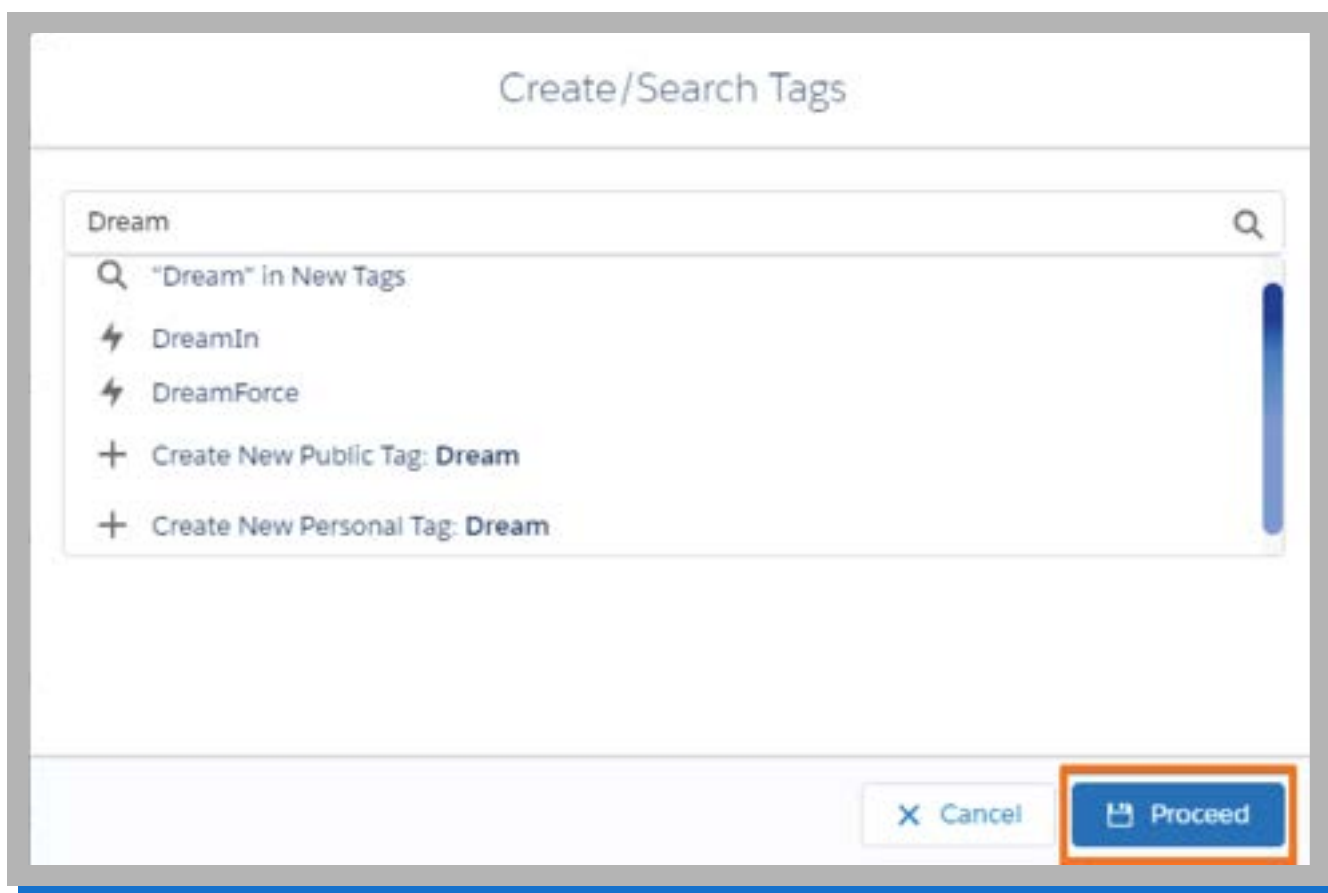 Create/Search Tags
Dream
"Dream" in New Tags
DreamIn
DreamForce
Create New Public Tag: Dream
Create New Personal Tag: Dream
Cancel
Proceed